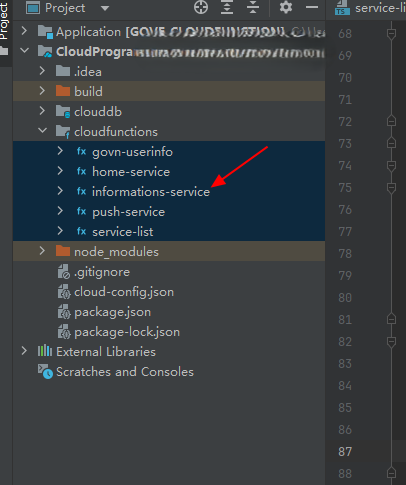 Project
Project
service-li
Application [GOVE
CloudProgra
.idea
build
clouddb
cloudfunctions
fx govn-userinfo
fx home-service
fx informations-service
fx push-service
fx service-list
node_modules
.gitignore
cloud-config.json
package.json
package-lock.json
External Libraries
Scratches and Consoles
TS
68
69
70
71
72
73
74
75
76
77
78
79
80
81
82
83
84
85
86
87
88